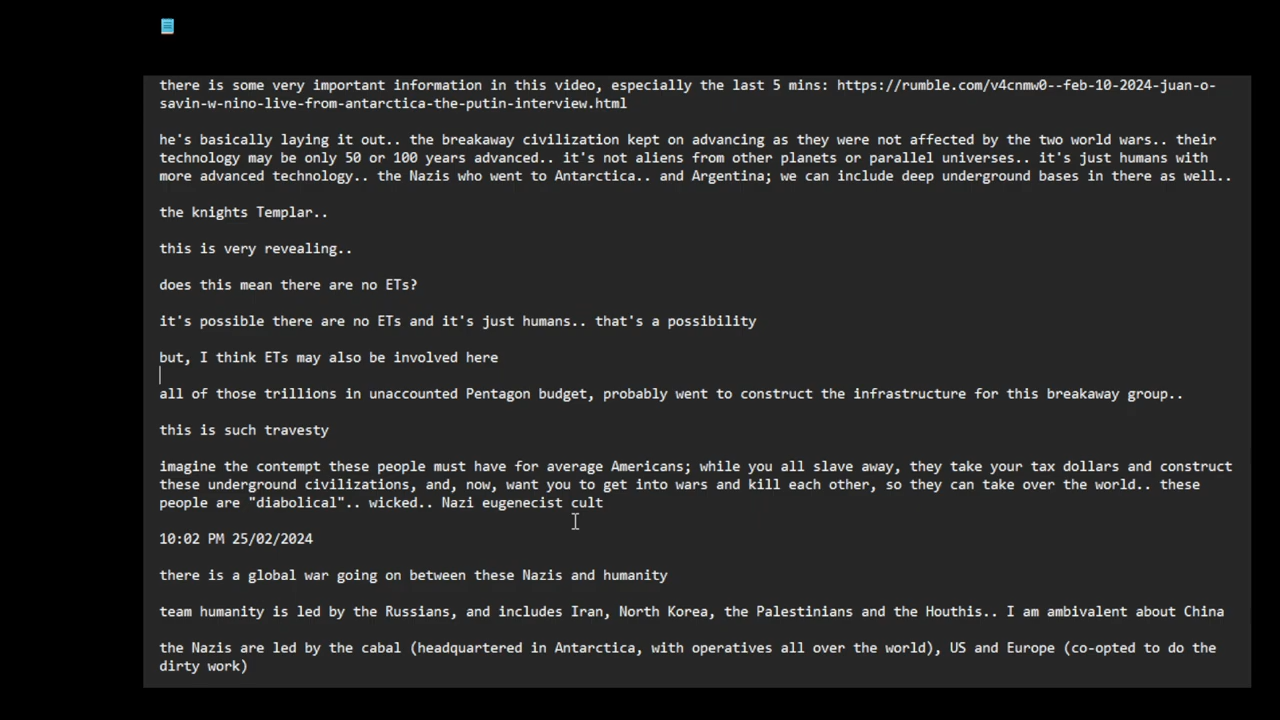 there is some very important information in this video, especially the last 5 mins: https://rumble.com/v4cnmw0--feb-10-2024-juan-o-
savin-w-nino-live-from-antarctica-the-putin-interview.html
he's basically laying it out.. the breakaway civilization kept on advancing as they were not affected by the two world wars.. their
technology may be only 50 or 100 years advanced.. it's not aliens from other planets or parallel universes.. it's just humans with
more advanced technology.. the Nazis who went to Antarctica.. and Argentina; we can include deep underground bases in there as well..
the knights Templar..
this is very revealing..
does this mean there are no ETs?
it's possible there are no ETs and it's just humans.. that's a possibility
but, I think ETs may also be involved here
all of those trillions in unaccounted Pentagon budget, probably went to construct the infrastructure for this breakaway group..
this is such travesty
imagine the contempt these people must have for average Americans; while you all slave away, they take your tax dollars and construct
these underground civilizations, and, now, want you to get into wars and kill each other, so they can take over the world.. these
people are "diabolical".. wicked.. Nazi eugenecist cult
10:02 PM 25/02/2024
there is a global war going on between these Nazis and humanity
team humanity is led by the Russians, and includes Iran, North Korea, the Palestinians and the Houthis.. I am ambivalent about China
the Nazis are led by the cabal (headquartered in Antarctica, with operatives all over the world), US and Europe (co-opted to do the
dirty work)